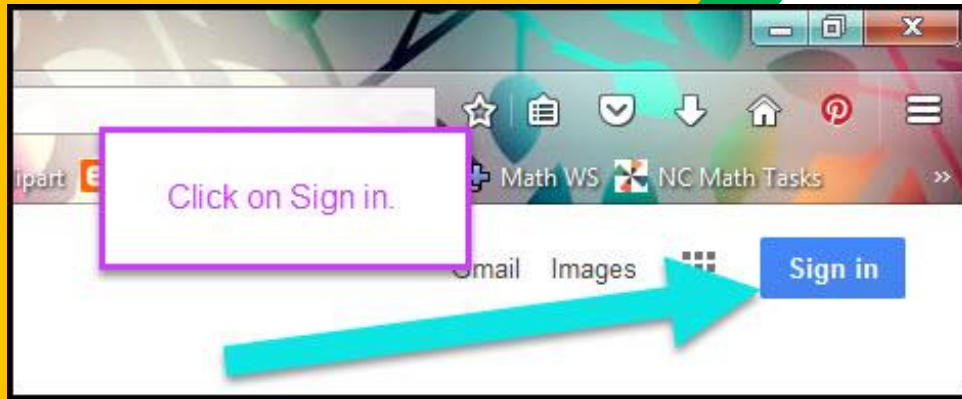 ipart
Math WS NC Math Tasks »
Click on Sign in.
Gmail Images Sign in